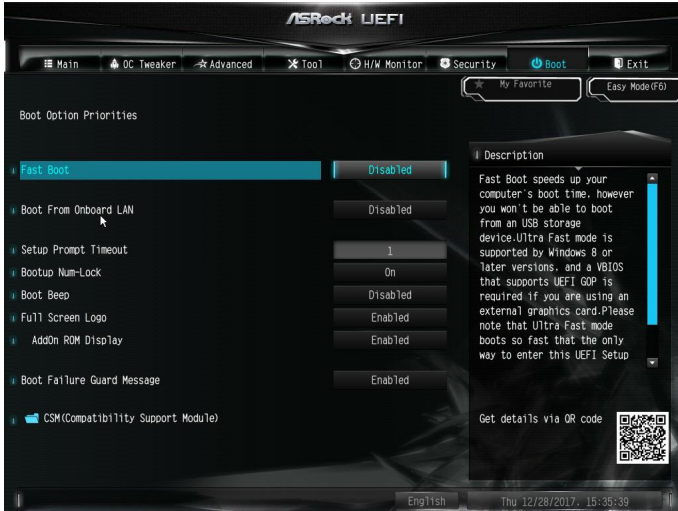 ASRock UEFI
Main
OC Tweaker
Advanced
Tool
H/W Monitor
Security
Boot
Exit
My Favorite
Easy Mode(F6)
Boot Option Priorities
Fast Boot Disabled
Boot From Onboard LAN Disabled
Setup Prompt Timeout 1
Bootup Num-Lock On
Boot Beep Disabled
Full Screen Logo Enabled
AddOn ROM Display Enabled
Boot Failure Guard Message Enabled
CSM(Compatibility Support Module)
Description
Fast Boot speeds up your
computer's boot time. however
you won't be able to boot
from an USB storage
device.Ultra Fast mode is
supported by Windows 8 or
later versions. and a VBIOS
that supports UEFI GOP is
required if you are using an
external graphics card.Please
note that Ultra Fast mode
boots so fast that the only
way to enter this UEFI Setup
Get details via QR code
English
Thu 12/28/2017. 15:35:39